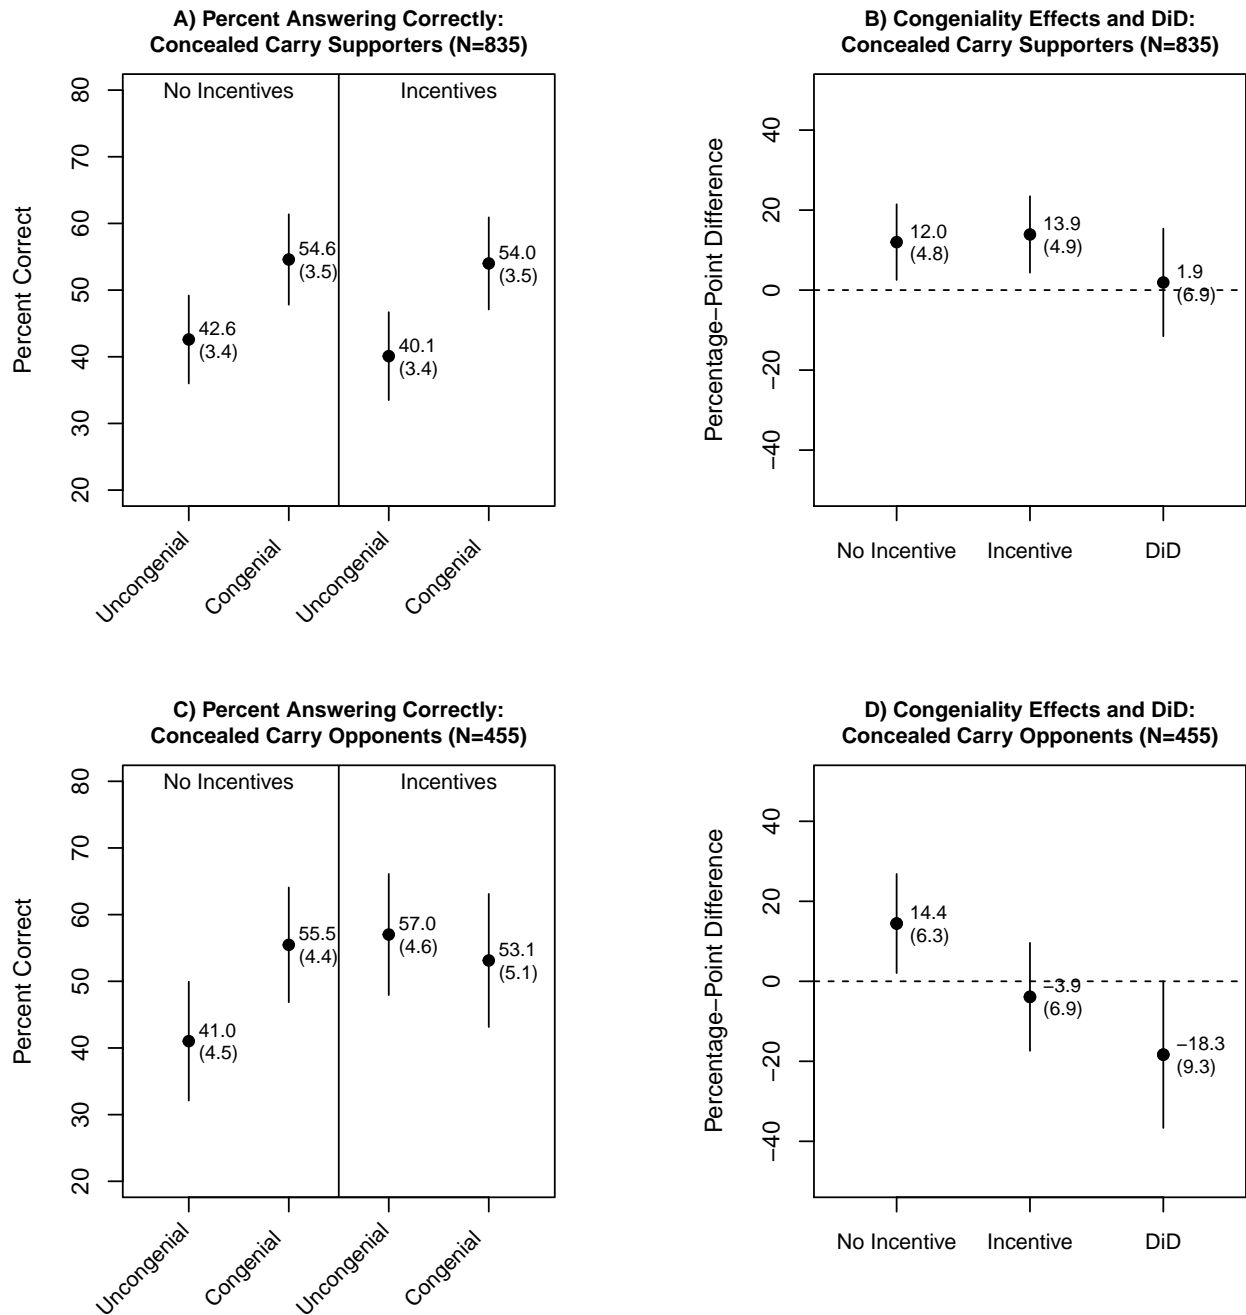 A) Percent Answering Correctly:
Concealed Carry Supporters (N=835)
No Incentives
Incentives
Percent Correct
80
70
60
50
40
30
20
42.6
(3.4)
54.6
(3.5)
40.1
(3.4)
54.0
(3.5)
Uncongenial
Congenial
Uncongenial
Congenial
B) Congeniality Effects and DiD:
Concealed Carry Supporters (N=835)
Percentage−Point Difference
40
20
0
−20
−40
12.0
(4.8)
13.9
(4.9)
1.9
(6.9)
No Incentive
Incentive
DiD
C) Percent Answering Correctly:
Concealed Carry Opponents (N=455)
No Incentives
Incentives
Percent Correct
80
70
60
50
40
30
20
41.0
(4.5)
55.5
(4.4)
57.0
(4.6)
53.1
(5.1)
Uncongenial
Congenial
Uncongenial
Congenial
D) Congeniality Effects and DiD:
Concealed Carry Opponents (N=455)
Percentage−Point Difference
40
20
0
−20
−40
14.4
(6.3)
−3.9
(6.9)
−18.3
(9.3)
No Incentive
Incentive
DiD